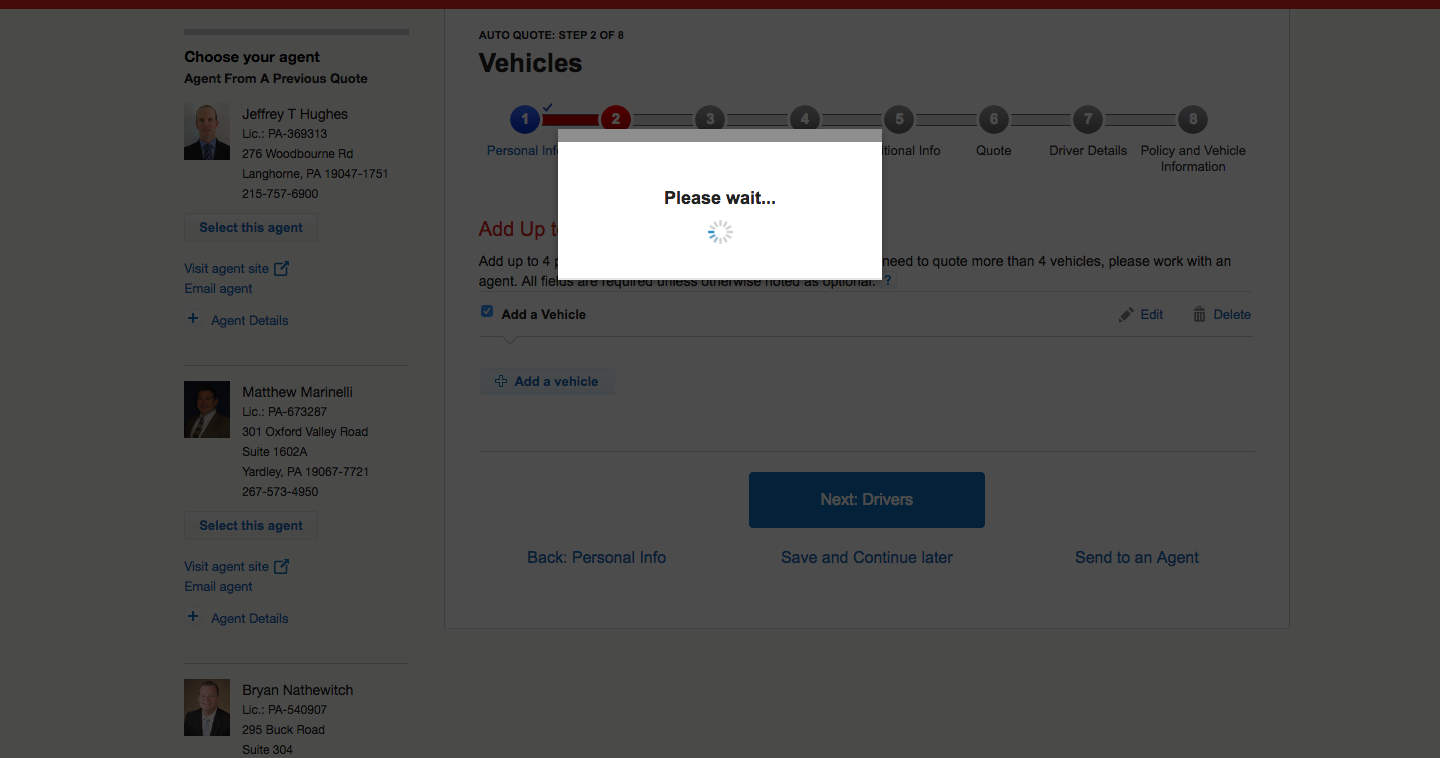 Choose your agent
Agent From A Previous Quote
Jeffrey T Hughes
Lic.: PA-369313
276 Woodbourne Rd
Langhorne, PA 19047-1751
215-757-6900
Select this agent
Visit agent site
Email agent
+ Agent Details
Matthew Marinelli
Lic.: PA-673287
301 Oxford Valley Road
Suite 1602A
Yardley, PA 19067-7721
267-573-4950
Select this agent
Visit agent site
Email agent
+ Agent Details
Bryan Nathewitch
Lic.: PA-540907
295 Buck Road
Suite 304
AUTO QUOTE: STEP 2 OF 8
Vehicles
1 2 3 4 5 6 7 8
Personal Info
itional Info
Quote
Driver Details
Policy and Vehicle
Information
Please wait...
Add Up to
Add up to 4 p need to quote more than 4 vehicles, please work with an
agent. All fields are required unless otherwise noted as optional. ?
Add a Vehicle
Edit
Delete
Add a vehicle
Next: Drivers
Back: Personal Info
Save and Continue later
Send to an Agent